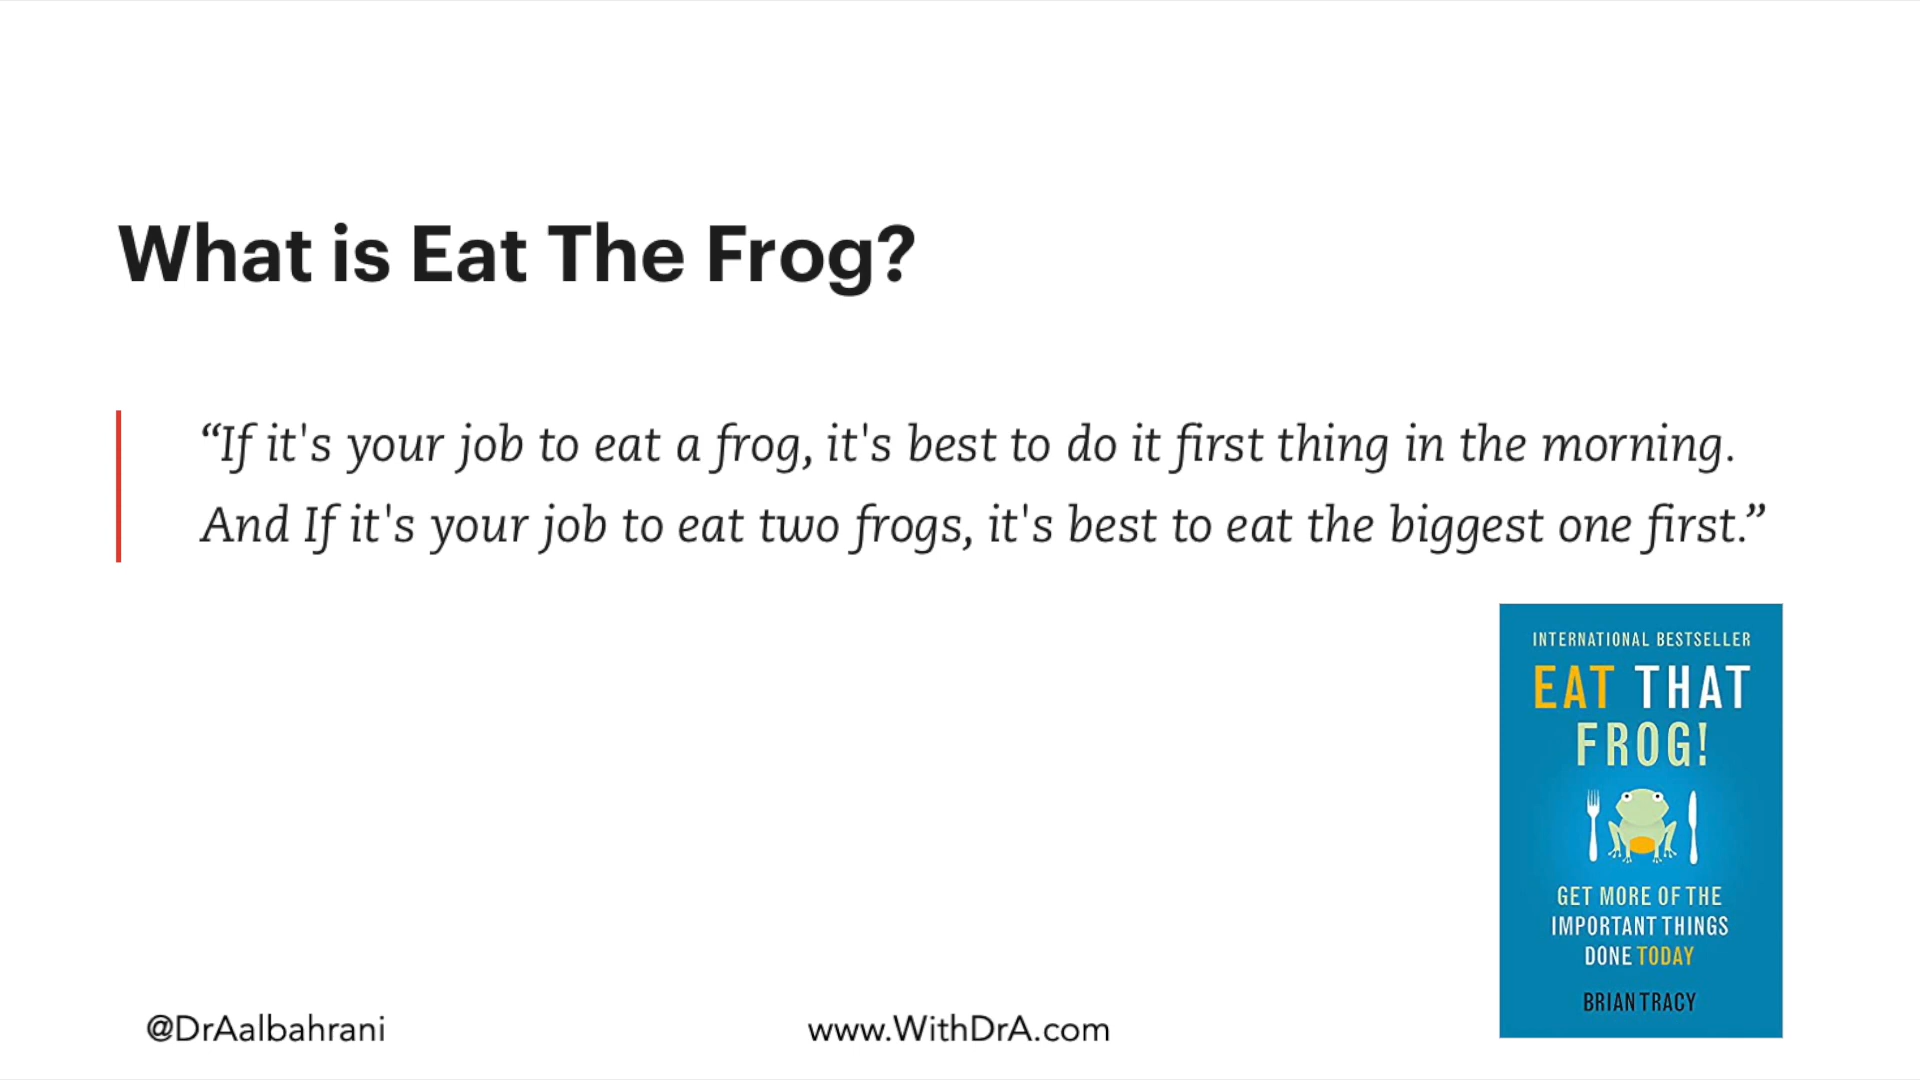 What is Eat The Frog?
“If it's your job to eat a frog, it's best to do it first thing in the morning.
And If it's your job to eat two frogs, it's best to eat the biggest one first.”
INTERNATIONAL BESTSELLER
EAT THAT
FROG!
GET MORE OF THE
IMPORTANT THINGS
DONE TODAY
BRIAN TRACY
@DrAalbahrani
www.WithDrA.com